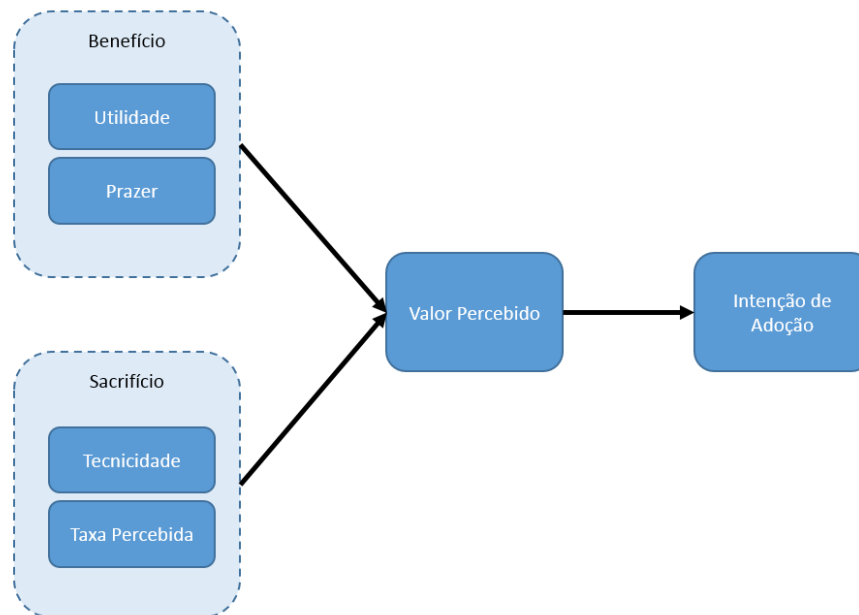 Benefício
Utilidade
Prazer
Valor Percebido
Intenção de
Adoção
Sacrifício
Tecnicidade
Taxa Percebida